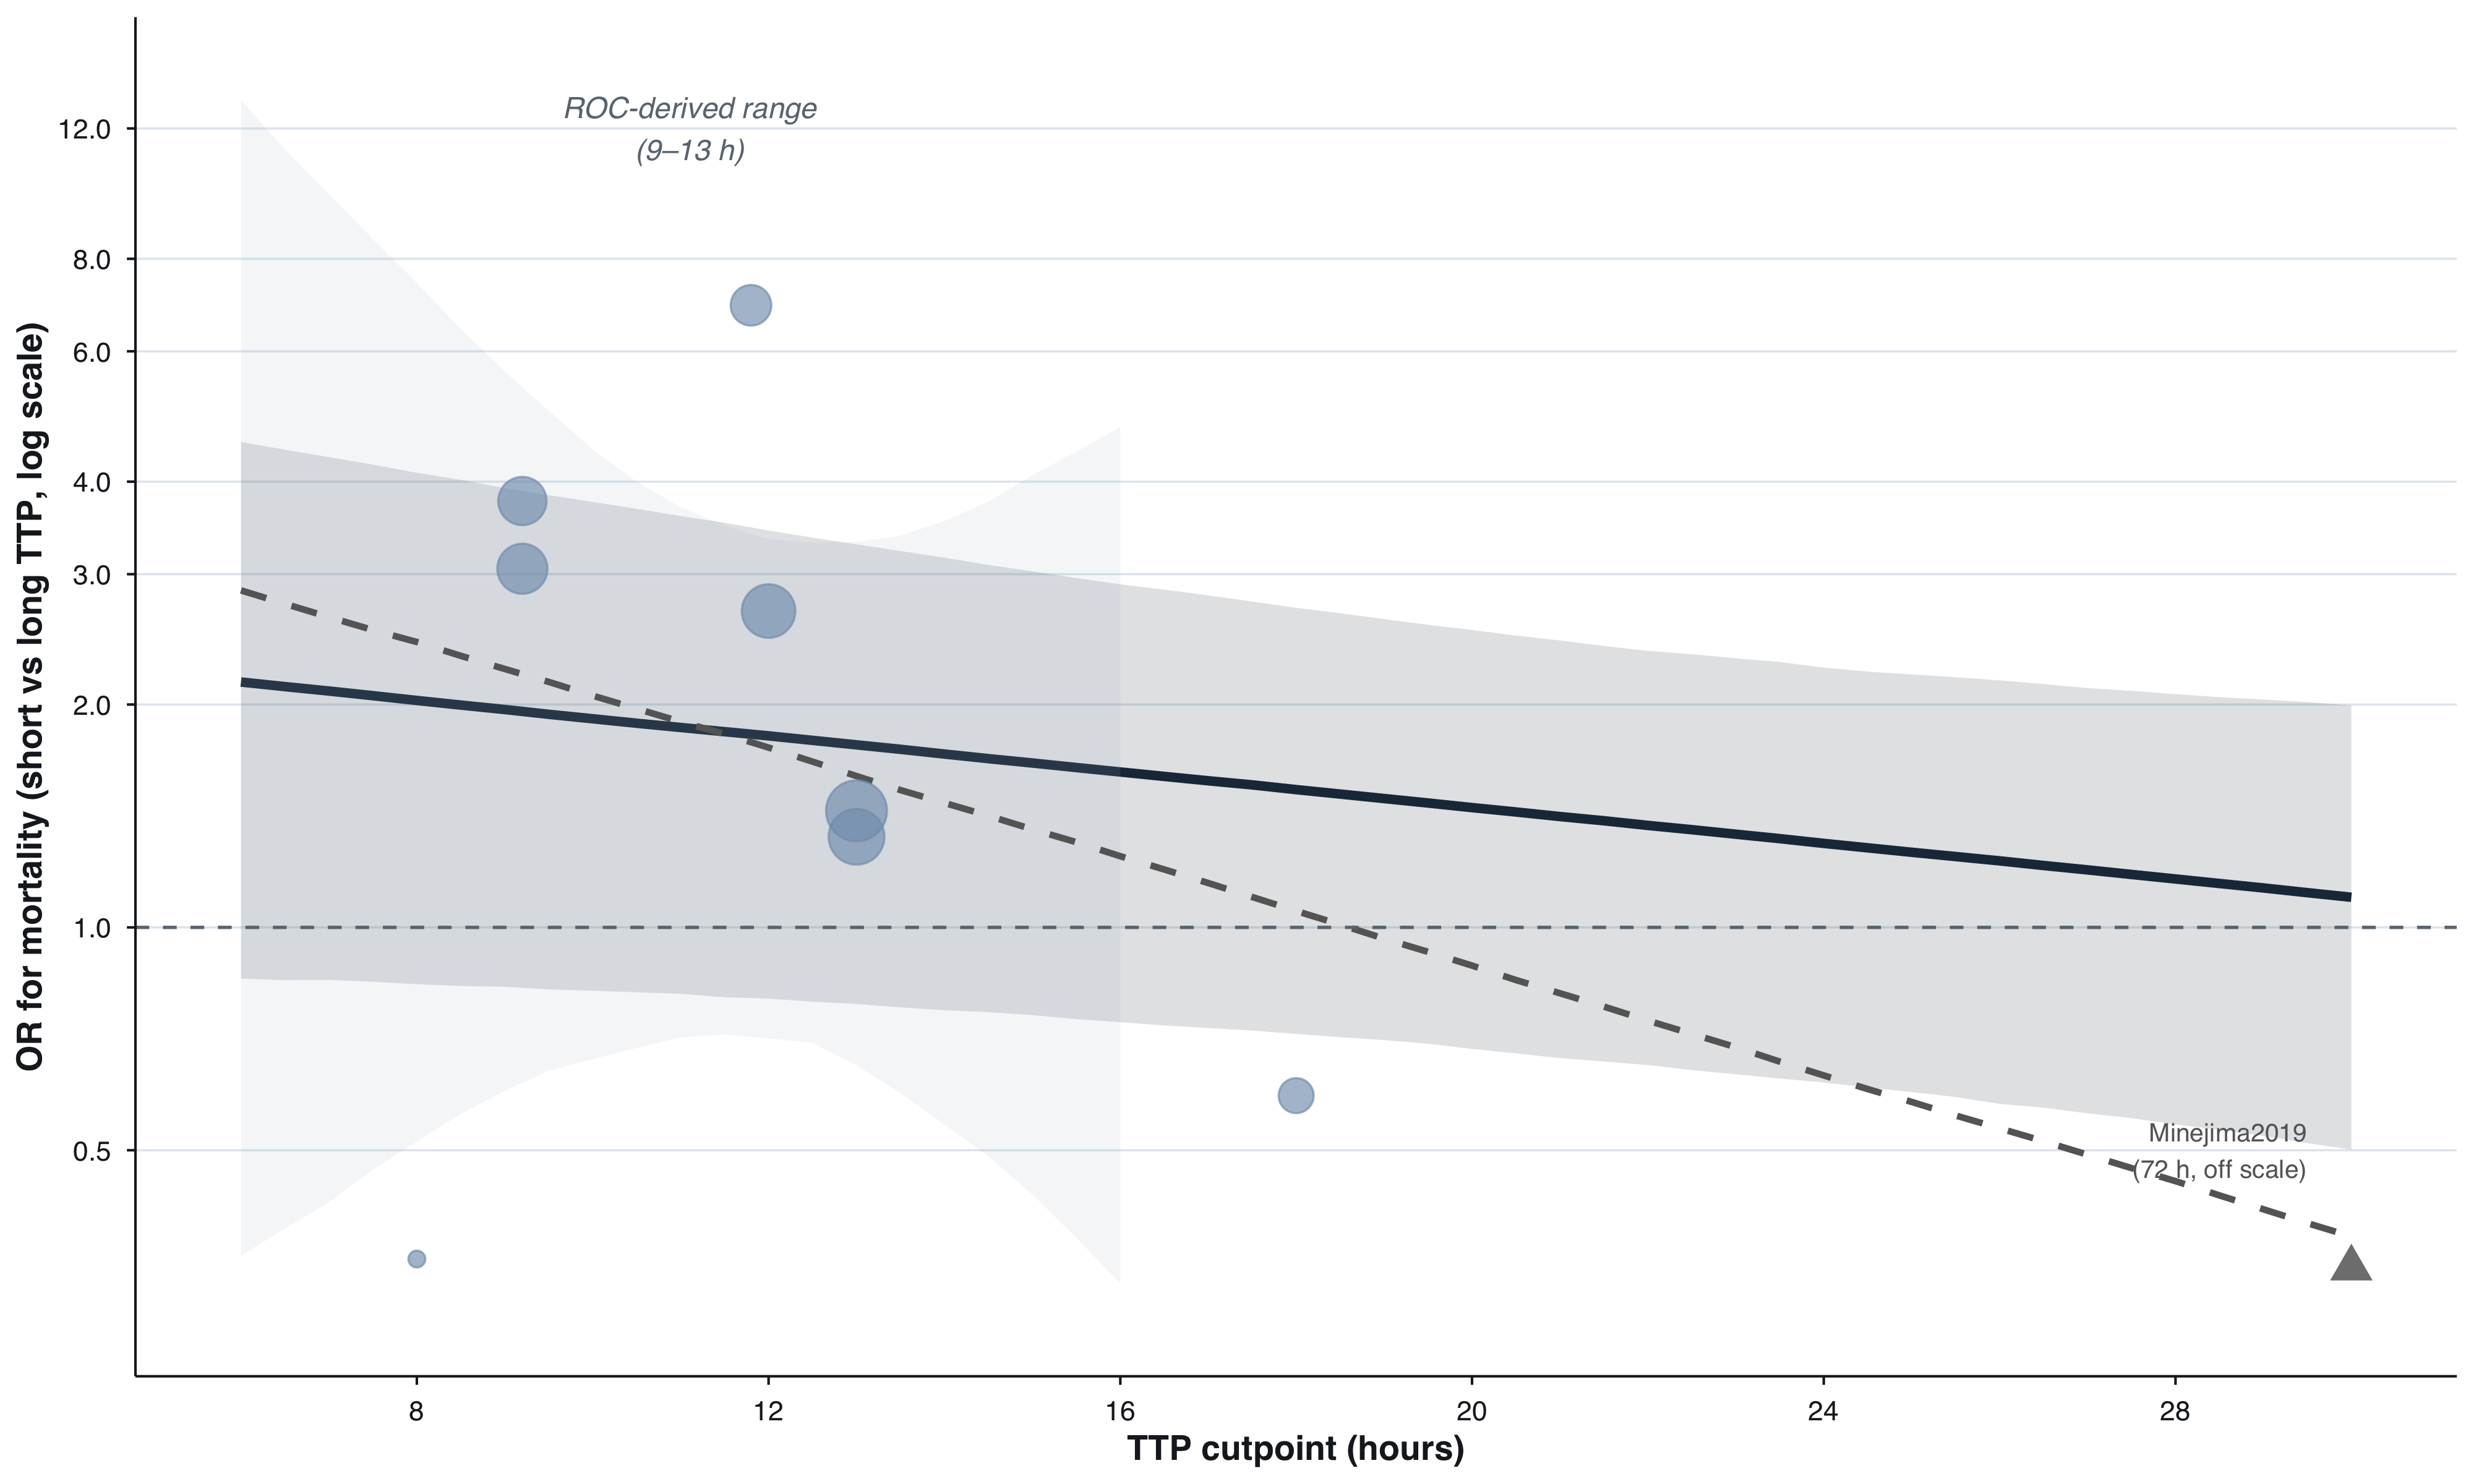 ROC-derived range
(9–13 h)
12.0
8.0
6.0
4.0
3.0
2.0
1.0
0.5
OR for mortality (short vs long TTP, log scale)
Minejima2019
(72 h, off scale)
8
12
16
20
24
28
TTP cutpoint (hours)